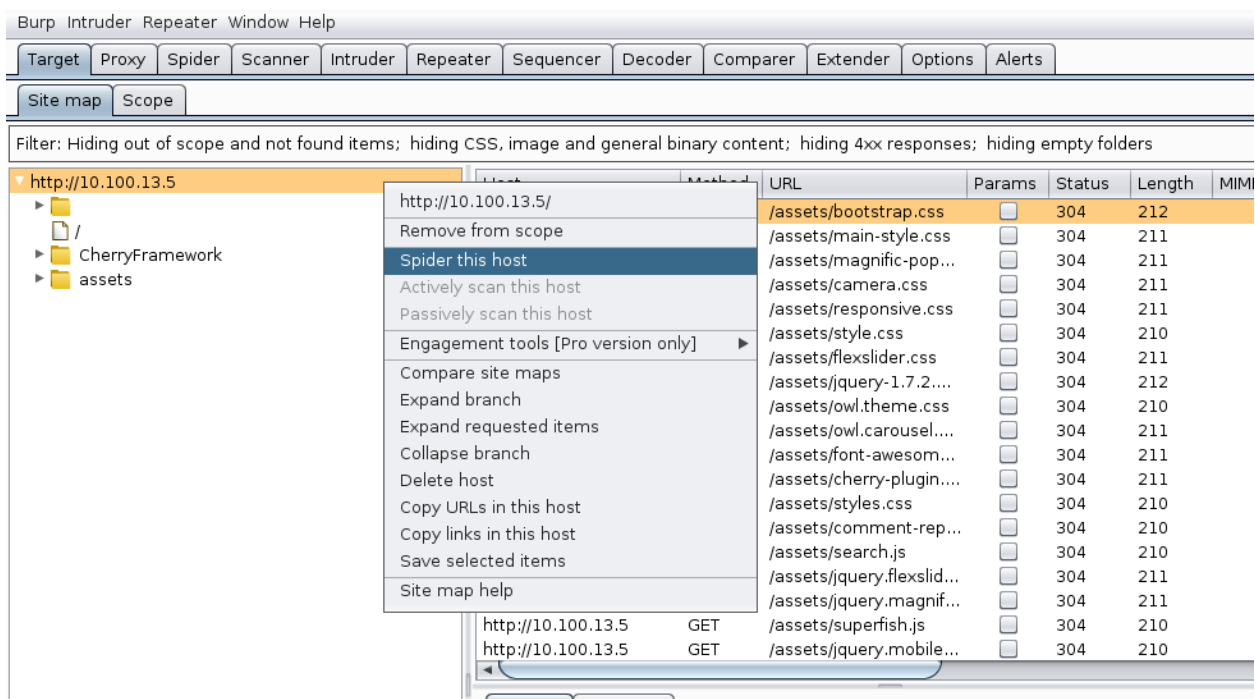 Burp Intruder Repeater Window Help
Target Proxy Spider Scanner Intruder Repeater Sequencer Decoder Comparer Extender Options Alerts
Site map Scope
Filter: Hiding out of scope and not found items; hiding CSS, image and general binary content; hiding 4xx responses; hiding empty folders
http://10.100.13.5
/
CherryFramework
assets
http://10.100.13.5/
Remove from scope
Spider this host
Actively scan this host
Passively scan this host
Engagement tools [Pro version only]
Compare site maps
Expand branch
Expand requested items
Collapse branch
Delete host
Copy URLs in this host
Copy links in this host
Save selected items
Site map help
Host Method URL Params Status Length MIM
/assets/bootstrap.css 304 212
/assets/main-style.css 304 211
/assets/magnific-pop... 304 211
/assets/camera.css 304 211
/assets/responsive.css 304 211
/assets/style.css 304 210
/assets/flexslider.css 304 211
/assets/jquery-1.7.2.... 304 212
/assets/owl.theme.css 304 210
/assets/owl.carousel.... 304 211
/assets/font-awesom... 304 211
/assets/cherry-plugin.... 304 211
/assets/styles.css 304 210
/assets/comment-rep... 304 210
/assets/search.js 304 210
/assets/jquery.flexslid... 304 211
/assets/jquery.magnif... 304 211
http://10.100.13.5 GET /assets/superfish.js 304 210
http://10.100.13.5 GET /assets/jquery.mobile... 304 210